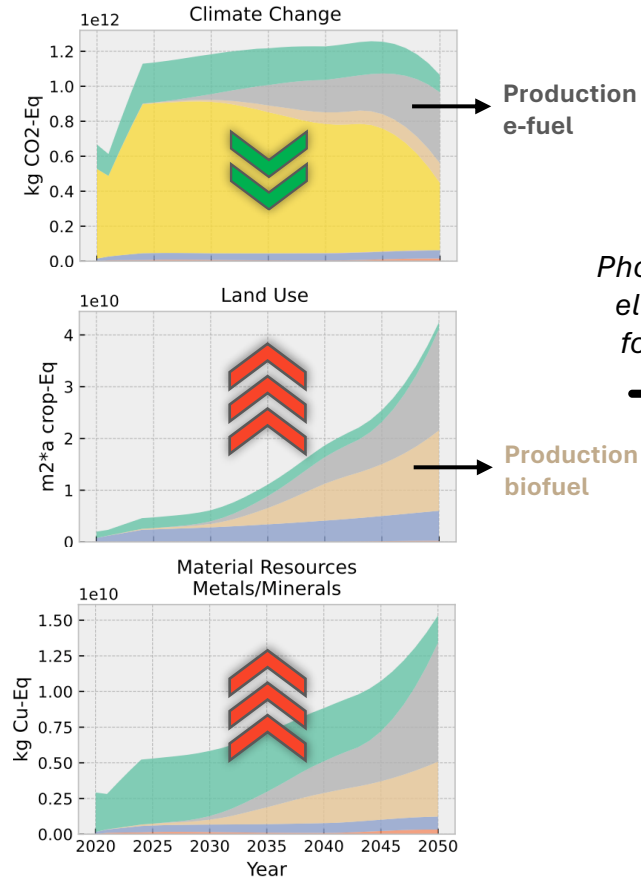 Climate Change
1e12
1.2
1.0
0.8
0.6
0.4
0.2
0.0
kg CO2-Eq
Production
e-fuel
Land Use
1e10
4
3
2
1
0
m2*a crop-Eq
Pho
el
fo
Production
biofuel
Material Resources
Metals/Minerals
1e10
1.50
1.25
1.00
0.75
0.50
0.25
0.00
kg Cu-Eq
2020 2025 2030 2035 2040 2045 2050
Year